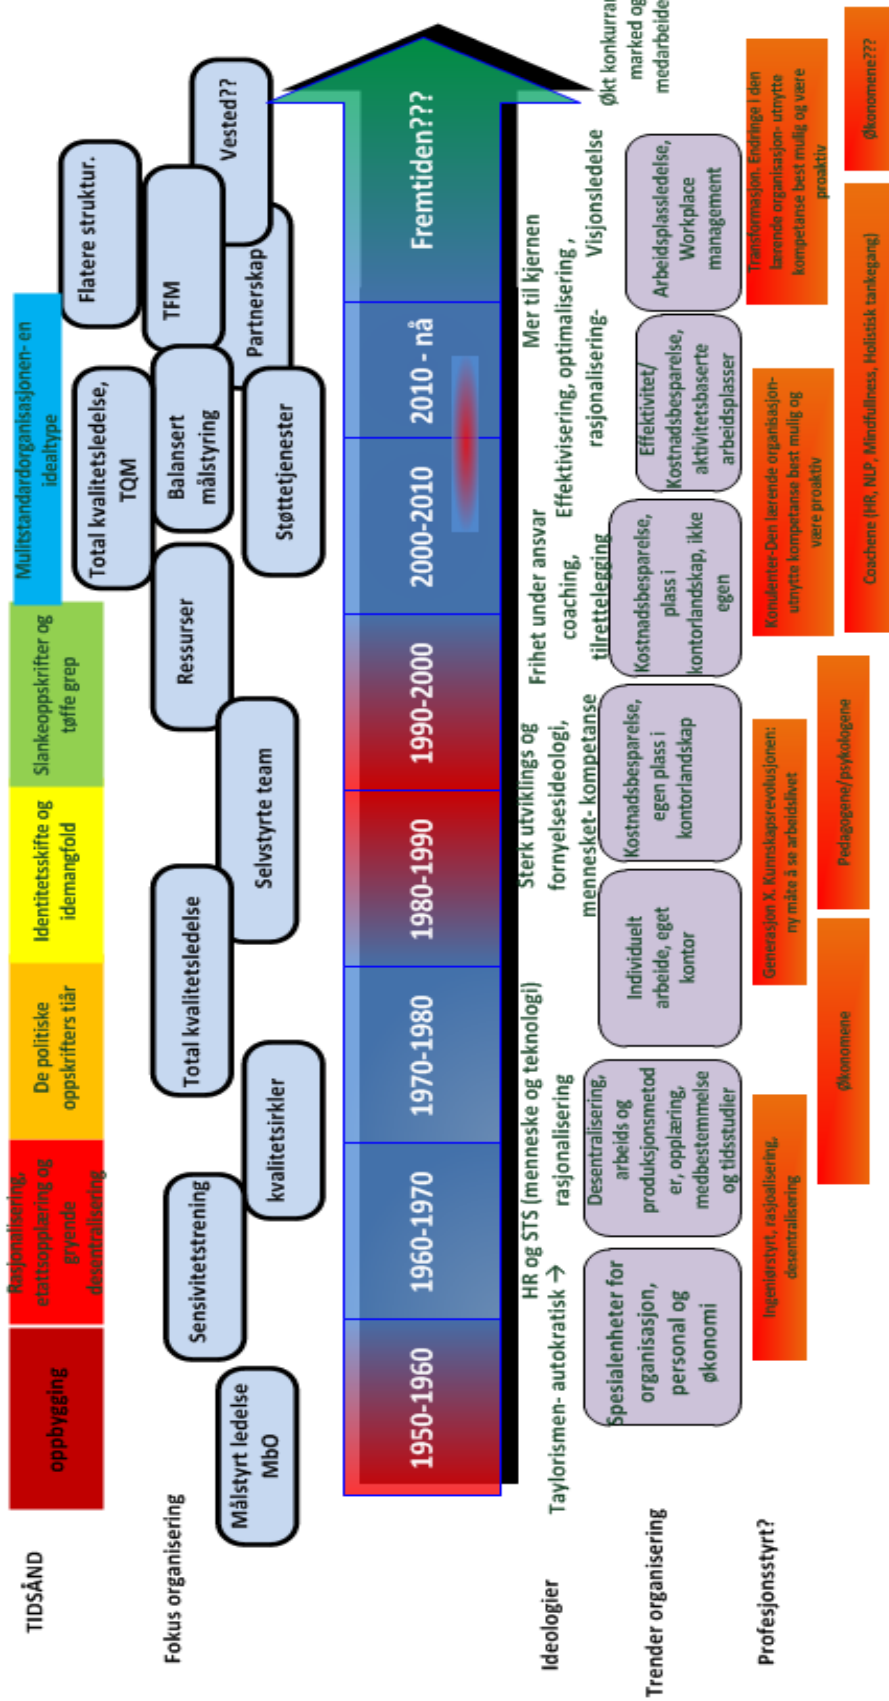 TIDSÅND
oppbygging
Rasjonalisering,
etattsopplæring og
gryende
desentralisering
De politiske
oppskrifters tiår
Identitetsskifte og
idemangfold
Slankeoppskrifter og
tøffe grep
Mulitstandardorganisasjonen- en
idealtype
Fokus organisering
Målstyrt ledelse
MbO
Sensivitetstrening
kvalitetsirkler
Total kvalitetsledelse
Selvstyrte team
Ressurser
Total kvalitetsledelse,
TQM
Balansert
målstyring
Støttetjenester
Flatere struktur.
TFM
Partnerskap
Vested??
1950-1960
1960-1970
1970-1980
1980-1990
1990-2000
2000-2010
2010 - nå
Fremtiden???
Ideologier
Taylorismen- autokratisk →
HR og STS (menneske og teknologi)
rasjonalisering
Sterk utviklings og
fornyelsesideologi,
mennesket- kompetanse
Frihet under ansvar
coaching,
tilrettelegging
Effektivisering, optimalisering ,
rasjonalisering-
Mer til kjernen
Visjonsledelse
Økt konkurran
marked og
medarbeide
Trender organisering
Spesialenheter for
organisasjon,
personal og
økonomi
Desentralisering,
arbeids og
produksjonsmetod
er, opplæring,
medbestemmelse
og tidsstudier
Individuelt
arbeide, eget
kontor
Kostnadsbesparelse,
egen plass i
kontorlandskap
Kostnadsbesparelse,
plass i
kontorlandskap, ikke
egen
Effektivitet/
Kostnadsbesparelse,
aktivitetsbaserte
arbeidsplasser
Arbeidsplassledelse,
Workplace
management
Profesjonsstyrt?
Ingeniørstyrt, rasjoalisering,
desentralisering
Økonomene
Generasjon X. Kunnskapsrevolusjonen:
ny måte å se arbeidslivet
Pedagogene/psykologene
Konulenter-Den lærende organisasjon-
utnytte kompetanse best mulig og
være proaktiv
Coachene (HR, NLP, Mindfullness, Holistisk tankegang)
Transformasjon. Endringe i den
lærende organisasjon- utnytte
kompetanse best mulig og være
proaktiv
Økonomene???